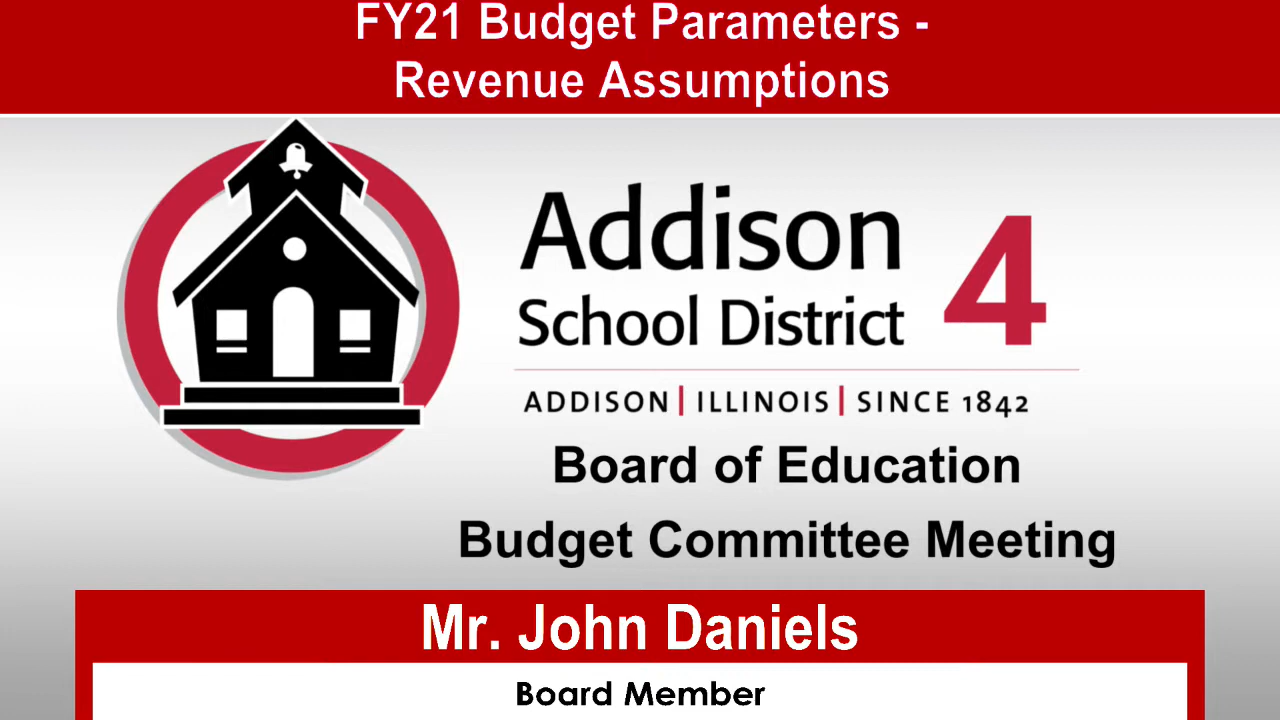 FY21 Budget Parameters -
Revenue Assumptions
Addison
School District 4
ADDISON | ILLINOIS | SINCE 1842
Board of Education
Budget Committee Meeting
Mr. John Daniels
Board Member